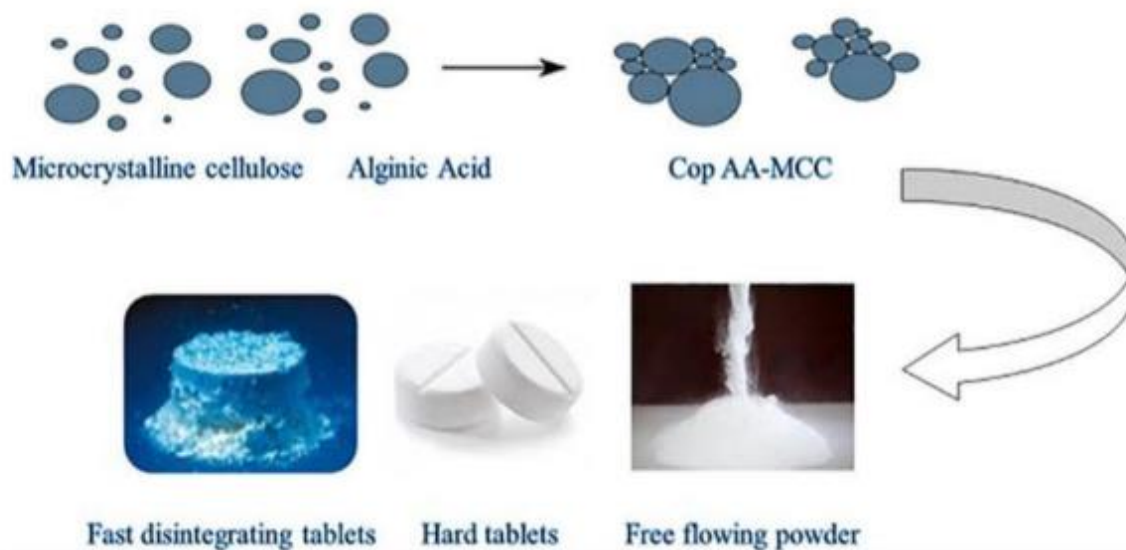 Microcrystalline cellulose Alginic Acid Cop AA-MCC
Fast disintegrating tablets Hard tablets Free flowing powder